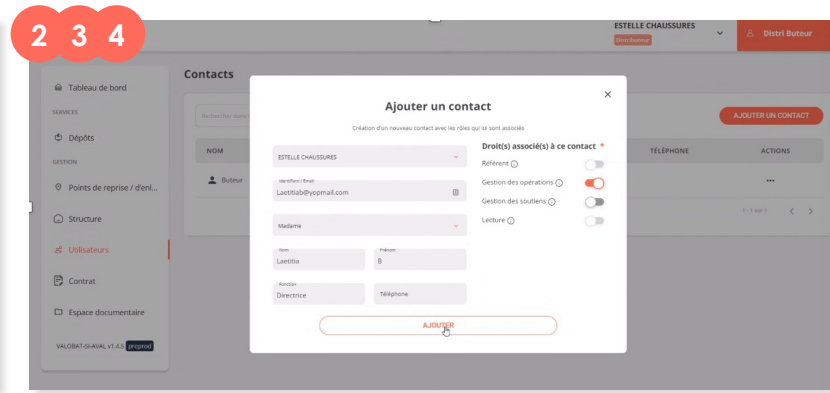 2 3 4
ESTELLE CHAUSSURES
Distributeur
Distri Buteur
Tableau de bord
SERVICES
Dépôts
GESTION
Points de reprise / d'enl...
Structure
Utilisateurs
Contrat
Espace documentaire
VALOBAT-SI-AVAL v1.4.5 preprod
Contacts
Rechercher dans
AJOUTER UN CONTACT
NOM
TÉLÉPHONE
ACTIONS
Buteur
...
1 - 1 sur 1
Ajouter un contact
Création d'un nouveau contact avec les rôles qui lui sont associés
ESTELLE CHAUSSURES
Identifiant / Email
Laetitiab@yopmail.com
Madame
Nom
Laetitia
Prénom
B
Fonction
Directrice
Téléphone
Droit(s) associé(s) à ce contact *
Référent
Gestion des opérations
Gestion des soutiens
Lecture
AJOUTER